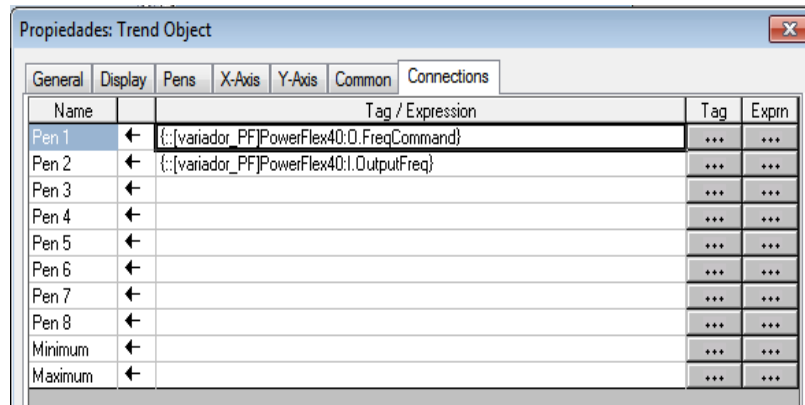 Propiedades: Trend Object
General Display Pens X-Axis Y-Axis Common Connections
Name Tag / Expression Tag Exprn
Pen 1 {::[variador_PF]PowerFlex40:O.FreqCommand} ... ...
Pen 2 {::[variador_PF]PowerFlex40:I.OutputFreq} ... ...
Pen 3 ... ...
Pen 4 ... ...
Pen 5 ... ...
Pen 6 ... ...
Pen 7 ... ...
Pen 8 ... ...
Minimum ... ...
Maximum ... ...